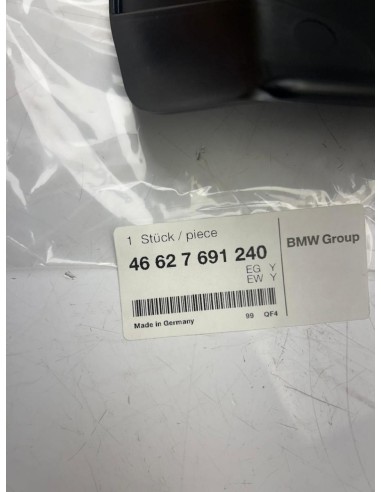 1 Stück / piece
46 62 7 691 240
EG Y
EW Y
Made in Germany
99 QF4
BMW Group